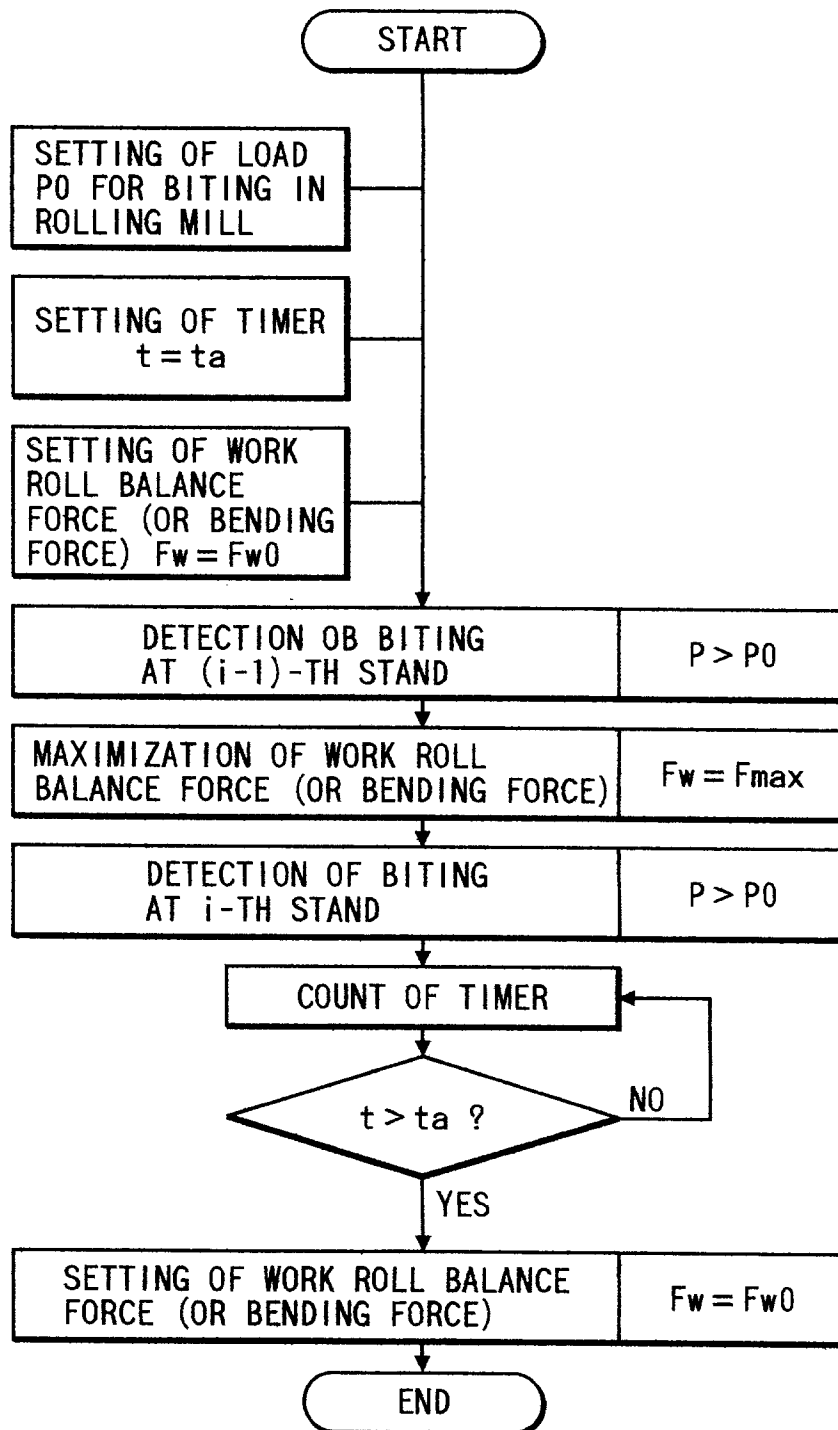 START
SETTING OF LOAD
P0 FOR BITING IN
ROLLING MILL
SETTING OF TIMER
t = ta
SETTING OF WORK
ROLL BALANCE
FORCE (OR BENDING
FORCE) Fw = Fw0
DETECTION OB BITING
AT (i-1)-TH STAND
P > P0
MAXIMIZATION OF WORK ROLL
BALANCE FORCE (OR BENDING FORCE)
Fw = Fmax
DETECTION OF BITING
AT i-TH STAND
P > P0
COUNT OF TIMER
t > ta ?
NO
YES
SETTING OF WORK ROLL BALANCE
FORCE (OR BENDING FORCE)
Fw = Fw0
END